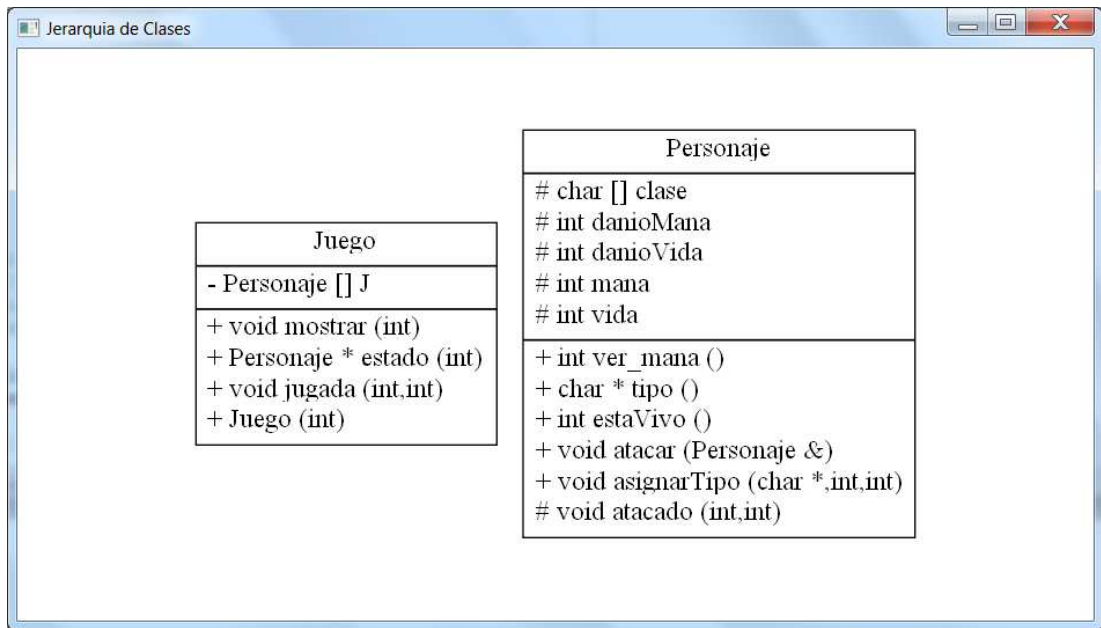 Jerarquia de Clases
Juego
- Personaje [] J
+ void mostrar (int)
+ Personaje * estado (int)
+ void jugada (int,int)
+ Juego (int)
Personaje
# char [] clase
# int danioMana
# int danioVida
# int mana
# int vida
+ int ver_mana ()
+ char * tipo ()
+ int estaVivo ()
+ void atacar (Personaje &)
+ void asignarTipo (char *,int,int)
# void atacado (int,int)